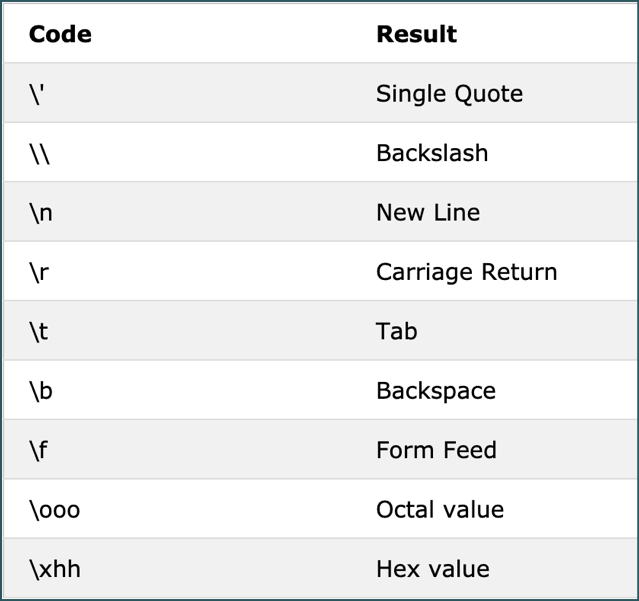 Code Result
\' Single Quote
\\ Backslash
\n New Line
\r Carriage Return
\t Tab
\b Backspace
\f Form Feed
\ooo Octal value
\xhh Hex value